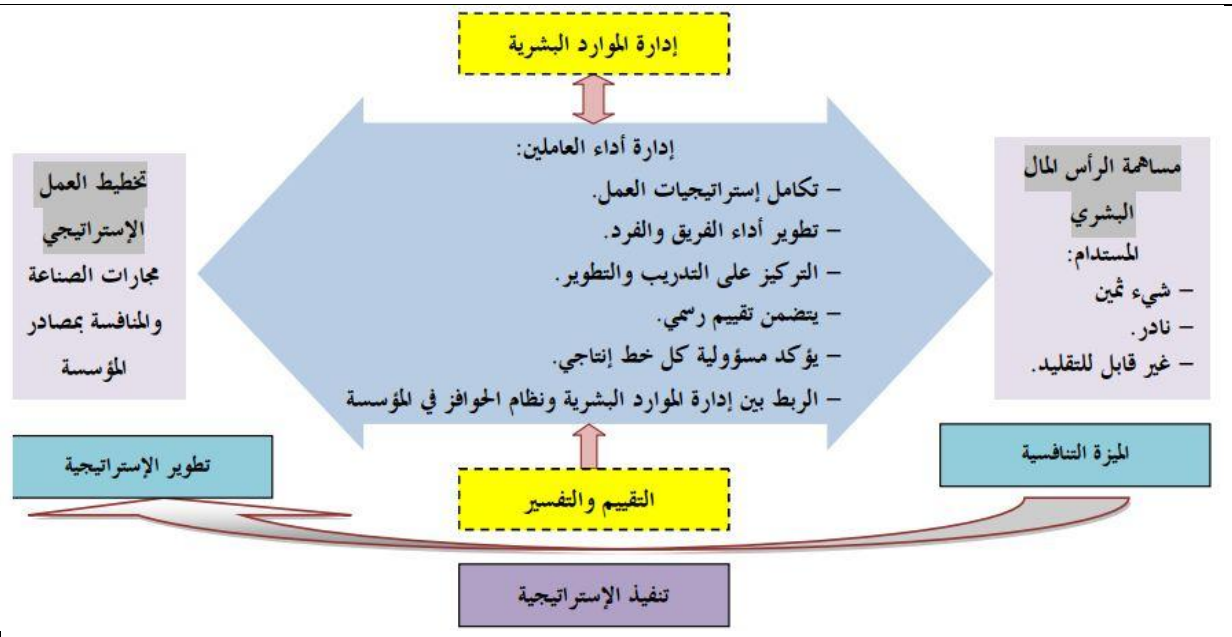 إدارة الموارد البشرية
مساهمة الرأس المال
البشري
المستدام:
– شيء ثمين
– نادر.
– غير قابل للتقليد.
إدارة أداء العاملين:
– تكامل إستراتيجيات العمل.
– تطوير أداء الفريق والفرد.
– التركيز على التدريب والتطوير.
– يتضمن تقييم رسمي.
– يؤكد مسؤولية كل خط إنتاجي.
– الربط بين إدارة الموارد البشرية ونظام الحوافز في المؤسسة
تخطيط العمل
الإستراتيجي
مجارات الصناعة
والمنافسة بمصادر
المؤسسة
الميزة التنافسية
التقييم والتفسير
تطوير الإستراتيجية
تنفيذ الإستراتيجية